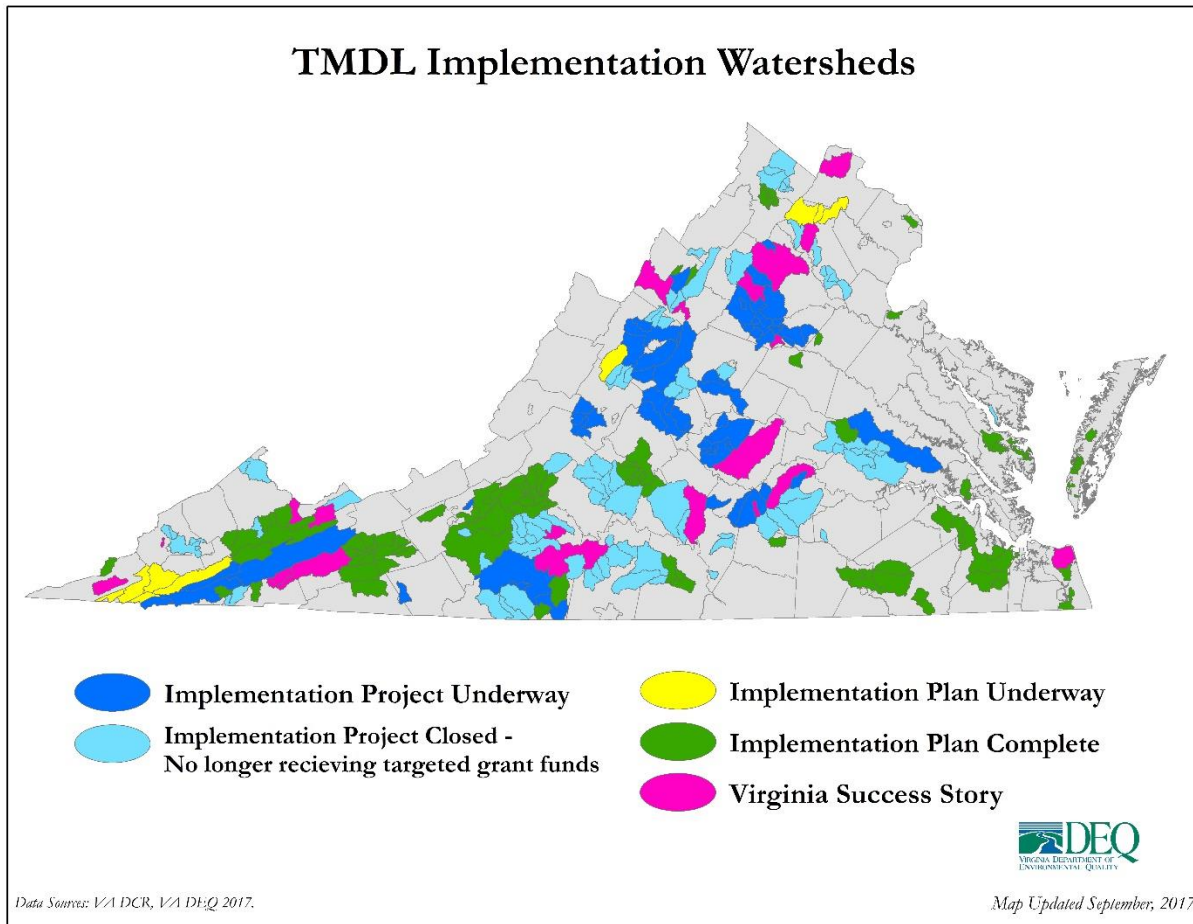 TMDL Implementation Watersheds
Implementation Project Underway
Implementation Project Closed -
No longer recieving targeted grant funds
Implementation Plan Underway
Implementation Plan Complete
Virginia Success Story
DEQ
VIRGINIA DEPARTMENT OF
ENVIRONMENTAL QUALITY
Data Sources: VA DCR, VA DEQ 2017.
Map Updated September, 2017